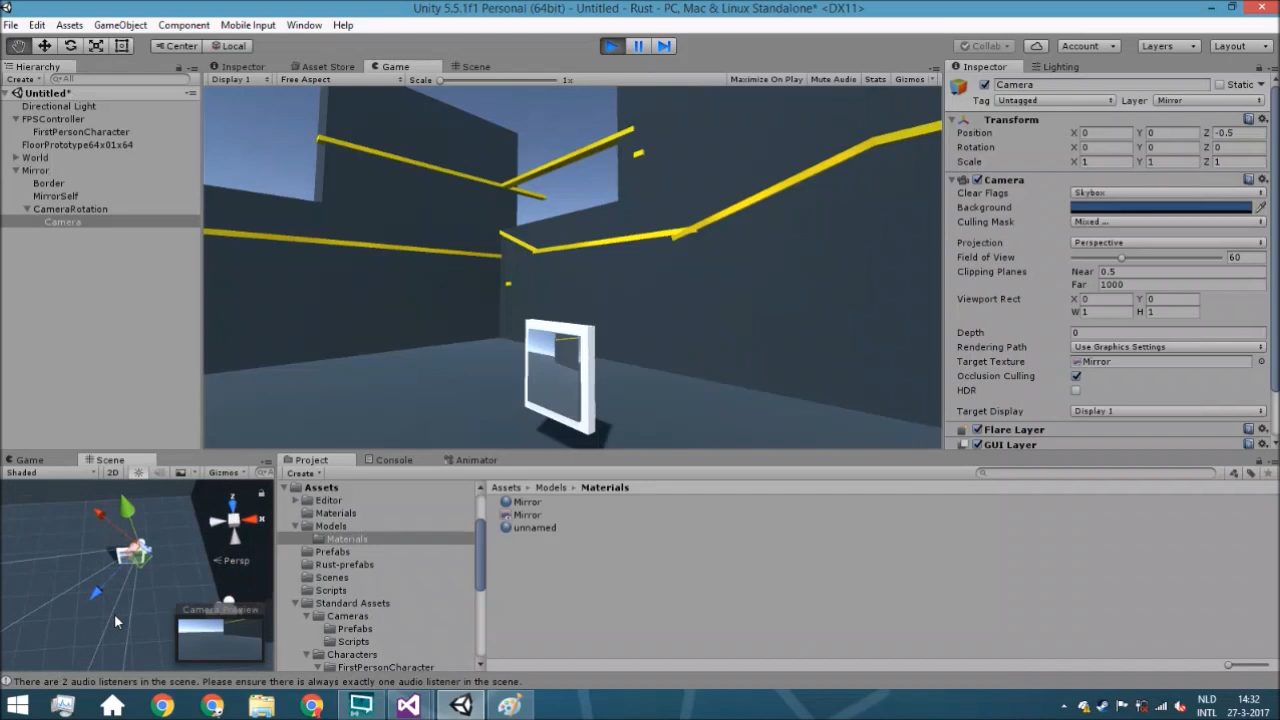 Unity 5.5.1f1 Personal (64bit) - Untitled - Rust - PC, Mac & Linux Standalone* <DX11>
File Edit Assets GameObject Component Mobile Input Window Help
Center Local Collab Account Layers Layout
Hierarchy Inspector Asset Store Game Scene Inspector Lighting
Create All Display 1 Free Aspect Scale 1x Maximize On Play Mute Audio Stats Gizmos Camera Static
Untitled*
Tag Untagged Layer Mirror
Directional Light
FPSController
FirstPersonCharacter
FloorPrototype64x01x64
World
Mirror
Border
MirrorSelf
CameraRotation
Camera
Transform
Position X 0 Y 0 Z -0.5
Rotation X 0 Y 0 Z 0
Scale X 1 Y 1 Z 1
Camera
Clear Flags Skybox
Background
Culling Mask Mixed ...
Projection Perspective
Field of View 60
Clipping Planes Near 0.5
Far 1000
Viewport Rect X 0 Y 0
W 1 H 1
Depth 0
Rendering Path Use Graphics Settings
Target Texture Mirror
Occlusion Culling
HDR
Target Display Display 1
Flare Layer
GUI Layer
Game Scene
Shaded 2D Gizmos
Z
X
Persp
Camera Preview
Project Console Animator
Create
Assets
Editor
Materials
Models
Materials
Prefabs
Rust-prefabs
Scenes
Scripts
Standard Assets
Cameras
Prefabs
Scripts
Characters
FirstPersonCharacter
Assets Models Materials
Mirror
Mirror
unnamed
There are 2 audio listeners in the scene. Please ensure there is always exactly one audio listener in the scene.
NLD 14:32
INTL 27-3-2017